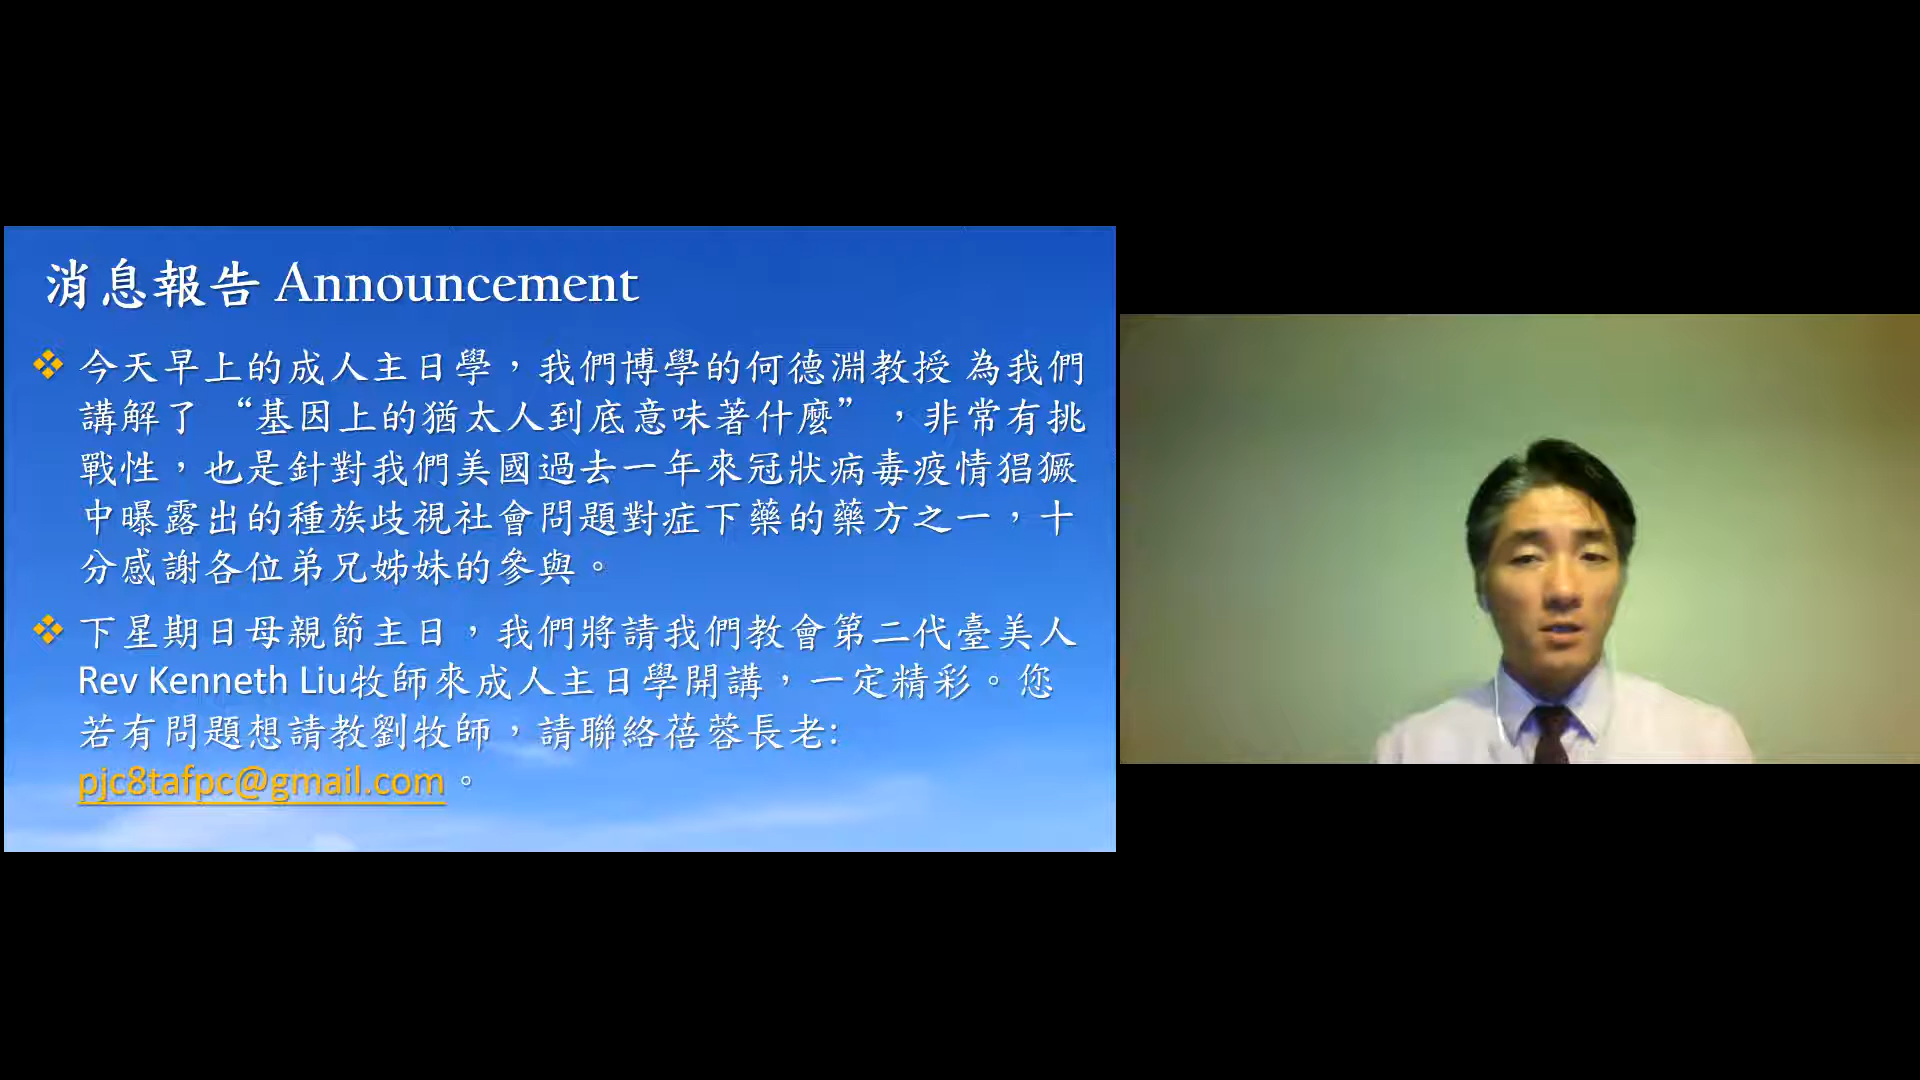 消息報告 Announcement
今天早上的成人主日學，我們博學的何德淵教授 為我們
講解了 “基因上的猶太人到底意味著什麼” ，非常有挑
戰性，也是針對我們美國過去一年來冠狀病毒疫情猖獗
中曝露出的種族歧視社會問題對症下藥的藥方之一，十
分感謝各位弟兄姊妹的參與。
下星期日母親節主日，我們將請我們教會第二代臺美人
Rev Kenneth Liu牧師來成人主日學開講，一定精彩。您
若有問題想請教劉牧師，請聯絡蓓蓉長老:
pjc8tafpc@gmail.com 。